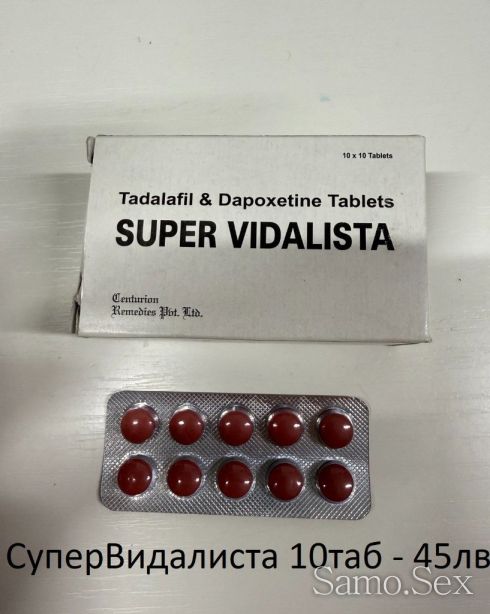 10 x 10 Tablets
Tadalafil & Dapoxetine Tablets
SUPER VIDALISTA
Centurion
Remedies Pvt. Ltd.
СуперВидалиста 10таб - 45лв
Samo.Sex